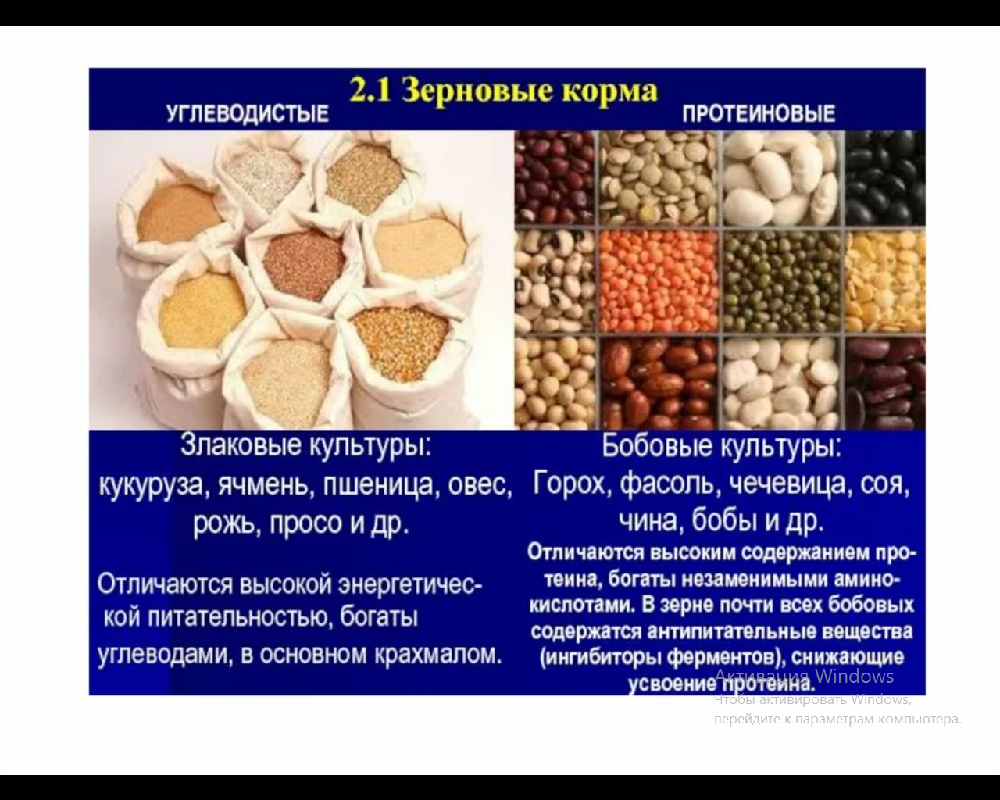 2.1 Зерновые корма
УГЛЕВОДИСТЫЕ
ПРОТЕИНОВЫЕ
Злаковые культуры:
кукуруза, ячмень, пшеница, овес,
рожь, просо и др.
Отличаются высокой энергетичес-
кой питательностью, богаты
углеводами, в основном крахмалом.
Бобовые культуры:
Горох, фасоль, чечевица, соя,
чина, бобы и др.
Отличаются высоким содержанием про-
теина, богаты незаменимыми амино-
кислотами. В зерне почти всех бобовых
содержатся антипитательные вещества
(ингибиторы ферментов), снижающие
усвоение протеина.
Активация Windows
Чтобы активировать Windows,
перейдите к параметрам компьютера.